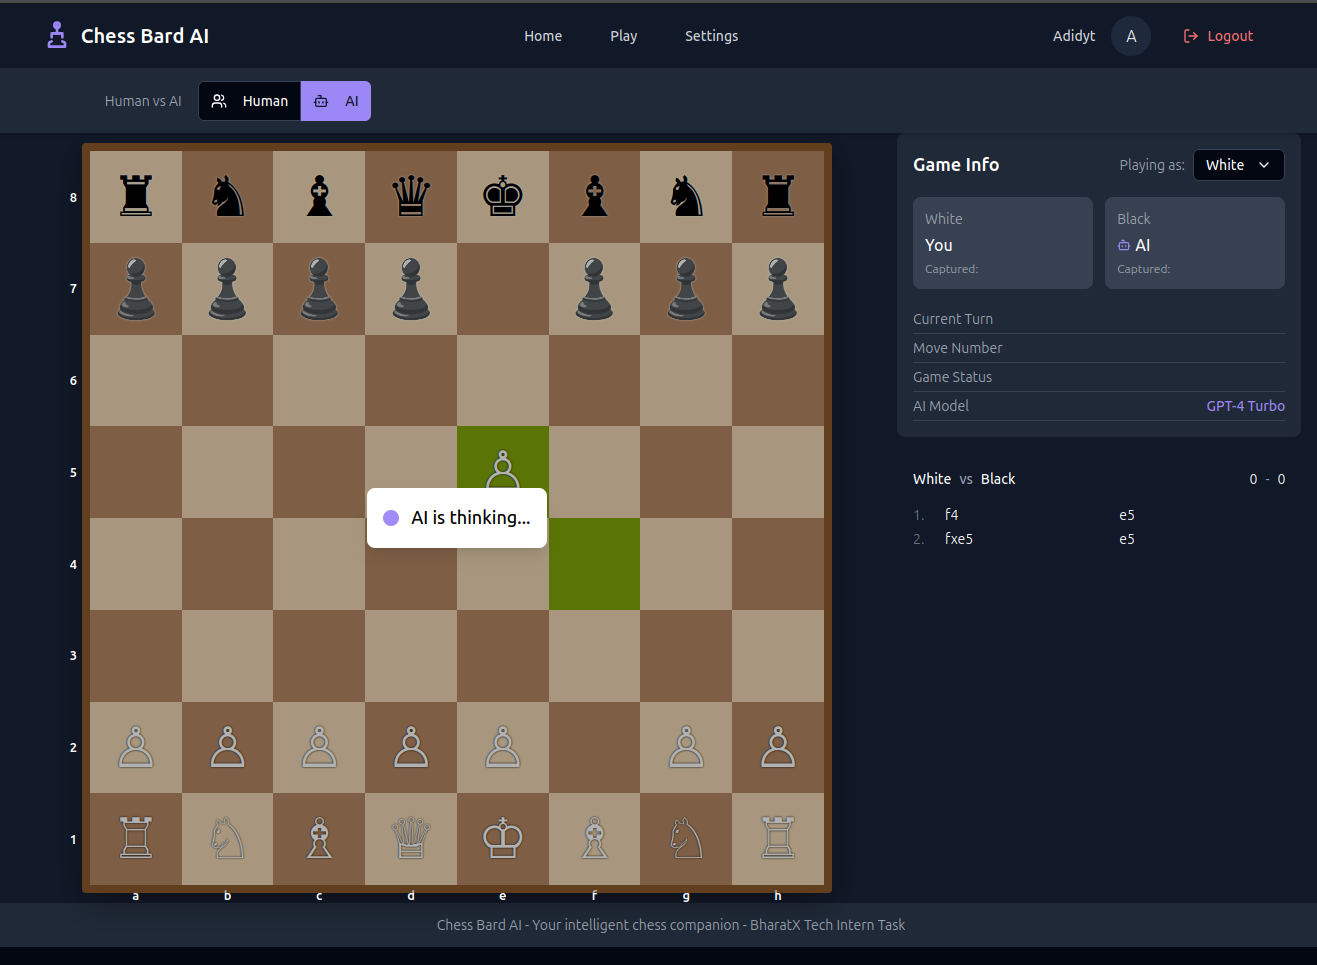 Chess Bard AI Home Play Settings Adidyt A Logout
Human vs AI Human AI
8
7
6
5
4
3
2
1
a b c d e f g h
AI is thinking...
Game Info Playing as: White
White
You
Captured:
Black
AI
Captured:
Current Turn
Move Number
Game Status
AI Model GPT-4 Turbo
White vs Black 0 - 0
1. f4 e5
2. fxe5 e5
Chess Bard AI - Your intelligent chess companion - BharatX Tech Intern Task